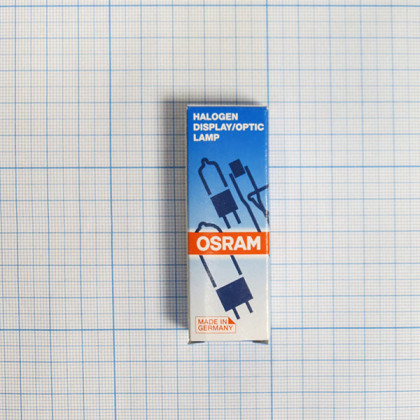 HALOGEN
DISPLAY/OPTIC
LAMP
OSRAM
MADE IN
GERMANY